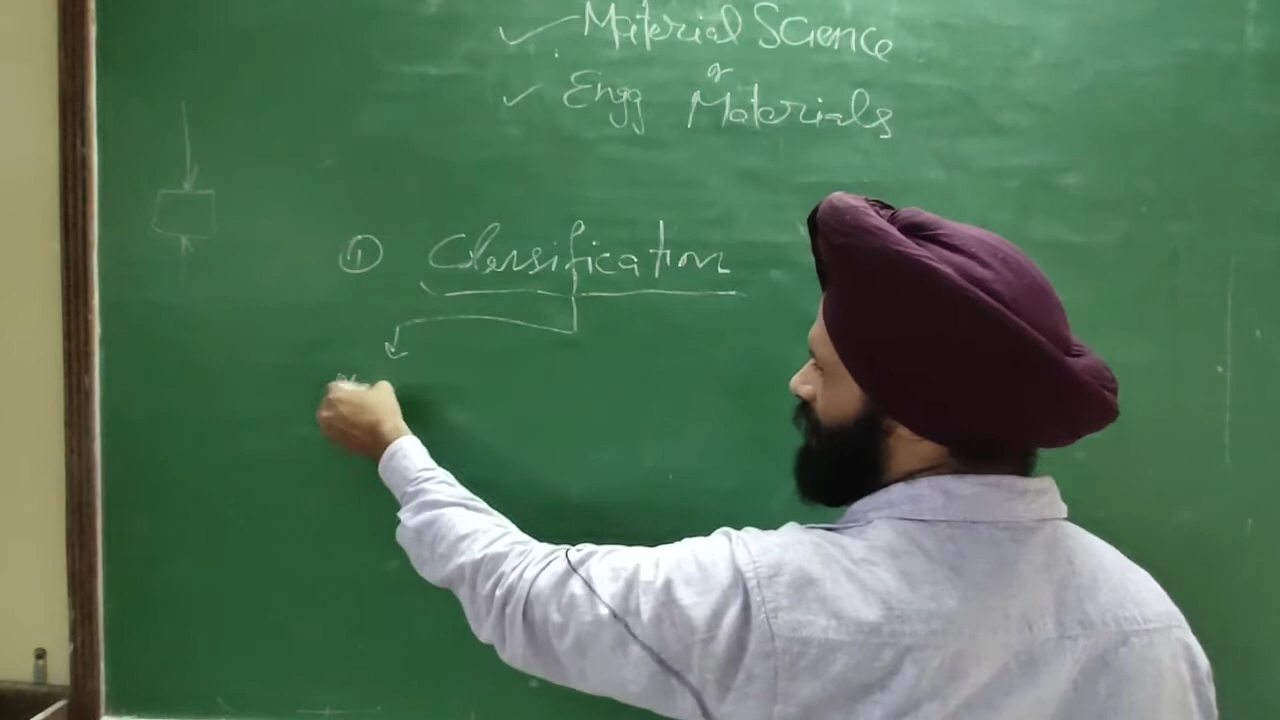 ✓ Material Science
or
✓ Engg Materials
① Classification